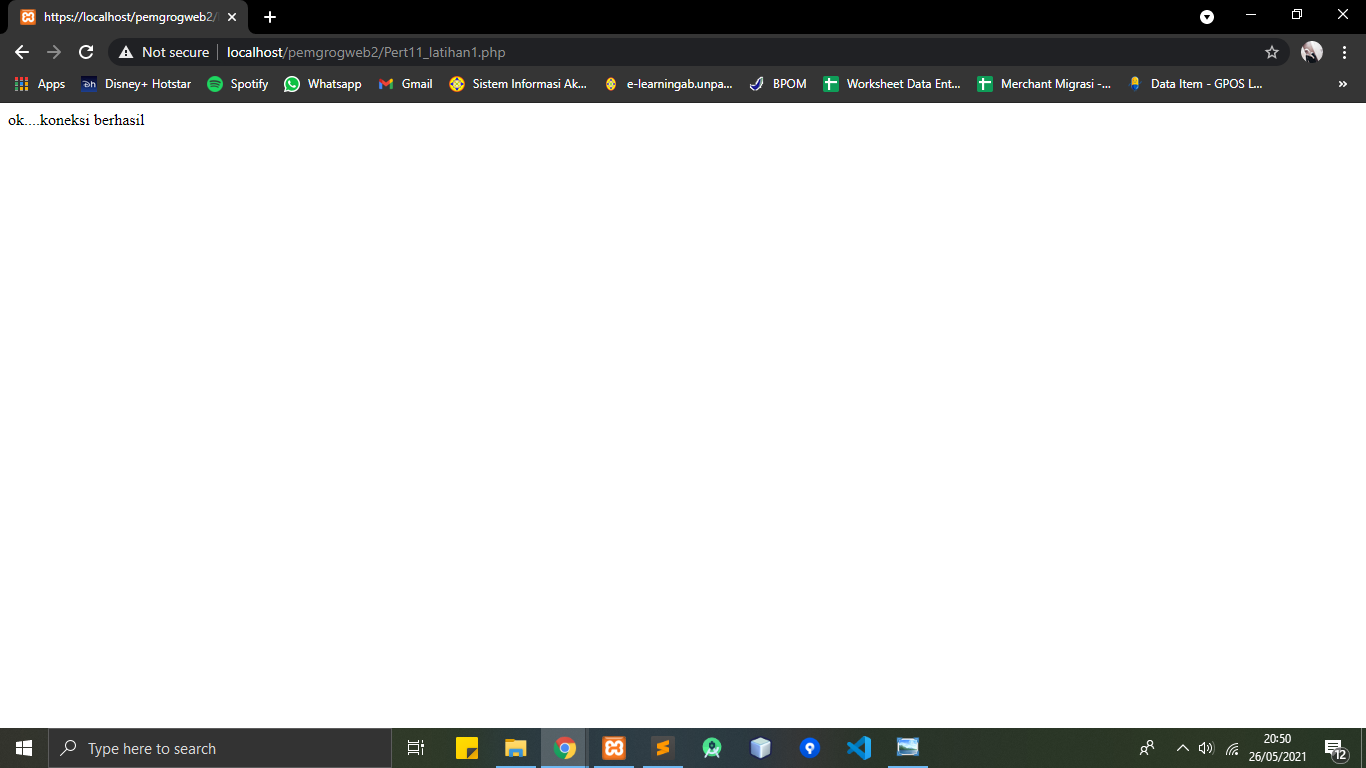 https://localhost/pemgrogweb2/
Not secure
localhost/pemgrogweb2/Pert11_latihan1.php
Apps
Disney+ Hotstar
Spotify
Whatsapp
Gmail
Sistem Informasi Ak...
e-learningab.unpa...
BPOM
Worksheet Data Ent...
Merchant Migrasi -...
Data Item - GPOS L...
»
ok....koneksi berhasil
Type here to search
20:50
26/05/2021
12